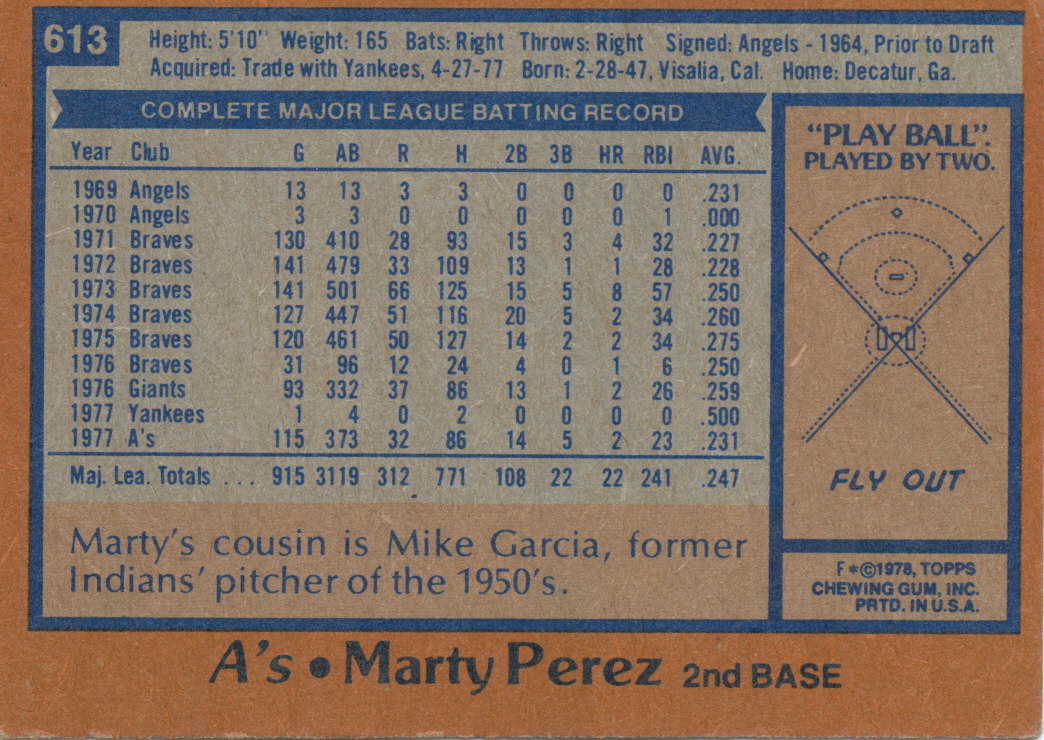 613
Height: 5'10" Weight: 165 Bats: Right Throws: Right Signed: Angels - 1964, Prior to Draft
Acquired: Trade with Yankees, 4-27-77 Born: 2-28-47, Visalia, Cal. Home: Decatur, Ga.
COMPLETE MAJOR LEAGUE BATTING RECORD
Year Club G AB R H 2B 3B HR RBI AVG.
1969 Angels 13 13 3 3 0 0 0 0 .231
1970 Angels 3 3 0 0 0 0 0 1 .000
1971 Braves 130 410 28 93 15 3 4 32 .227
1972 Braves 141 479 33 109 13 1 1 28 .228
1973 Braves 141 501 66 125 15 5 8 57 .250
1974 Braves 127 447 51 116 20 5 2 34 .260
1975 Braves 120 461 50 127 14 2 2 34 .275
1976 Braves 31 96 12 24 4 0 1 6 .250
1976 Giants 93 332 37 86 13 1 2 26 .259
1977 Yankees 1 4 0 2 0 0 0 0 .500
1977 A's 115 373 32 86 14 5 2 23 .231
Maj. Lea. Totals ... 915 3119 312 771 108 22 22 241 .247
Marty's cousin is Mike Garcia, former
Indians' pitcher of the 1950's.
"PLAY BALL".
PLAYED BY TWO.
FLY OUT
F*©1978, TOPPS
CHEWING GUM, INC.
PRTD. IN U.S.A.
A's • Marty Perez 2nd BASE